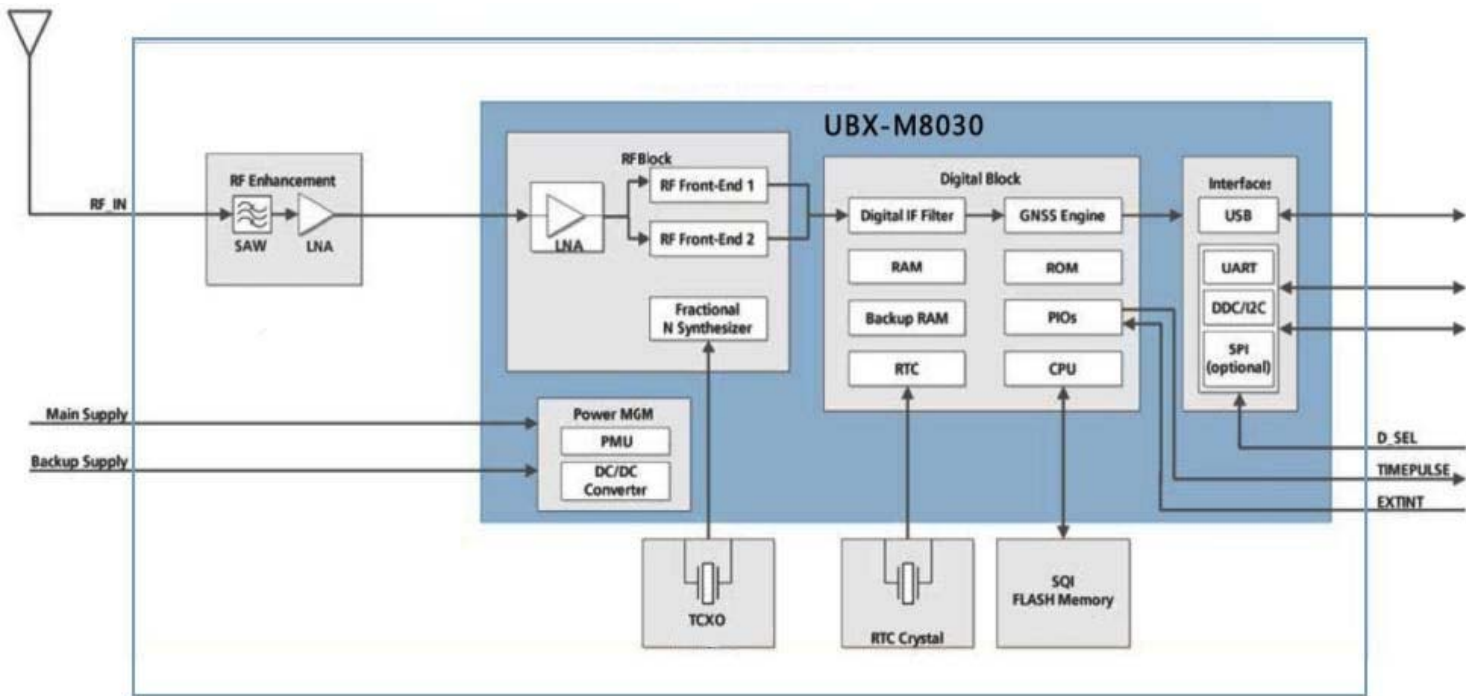 UBX-M8030
RF Enhancement
RF_IN
SAW
LNA
RFBlock
LNA
RF Front-End 1
RF Front-End 2
Fractional
N Synthesizer
Digital Block
Digital IF Filter
GNSS Engine
RAM
ROM
Backup RAM
PIOs
RTC
CPU
Interfaces
USB
UART
DDC/I2C
SPI
(optional)
Main Supply
Backup Supply
Power MGM
PMU
DC/DC
Converter
D_SEL
TIMEPULSE
EXTINT
TCXO
RTC Crystal
SQI
FLASH Memory